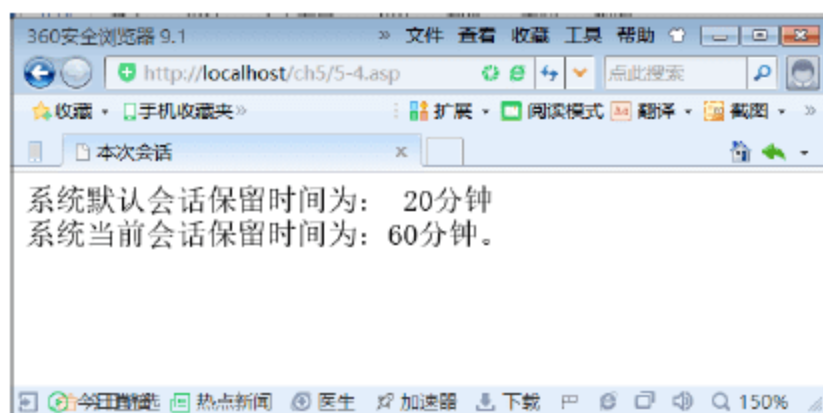 360安全浏览器 9.1 » 文件 查看 收藏 工具 帮助
http://localhost/ch5/5-4.asp 点此搜索
收藏 手机收藏夹» 扩展 阅读模式 翻译 截图 »
本次会话 ×
系统默认会话保留时间为： 20分钟
系统当前会话保留时间为：60分钟。
热点新闻 医生 加速器 下载 150%